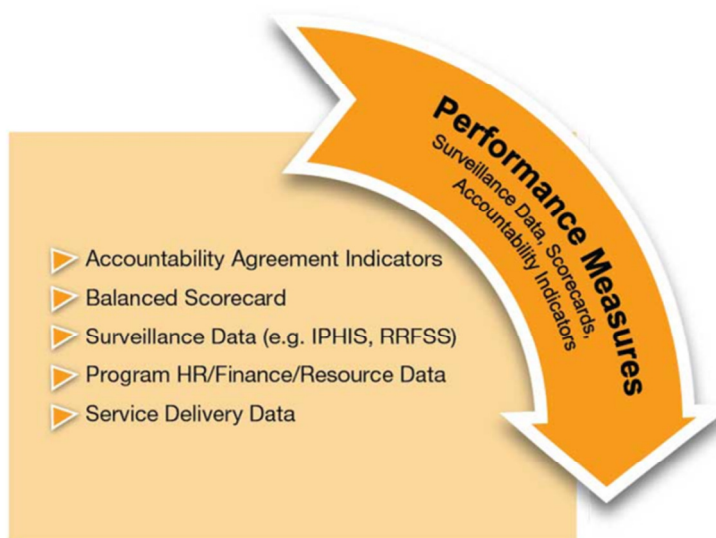 Performance Measures
Surveillance Data, Scorecards,
Accountability Indicators
Accountability Agreement Indicators
Balanced Scorecard
Surveillance Data (e.g. IPHIS, RRFSS)
Program HR/Finance/Resource Data
Service Delivery Data